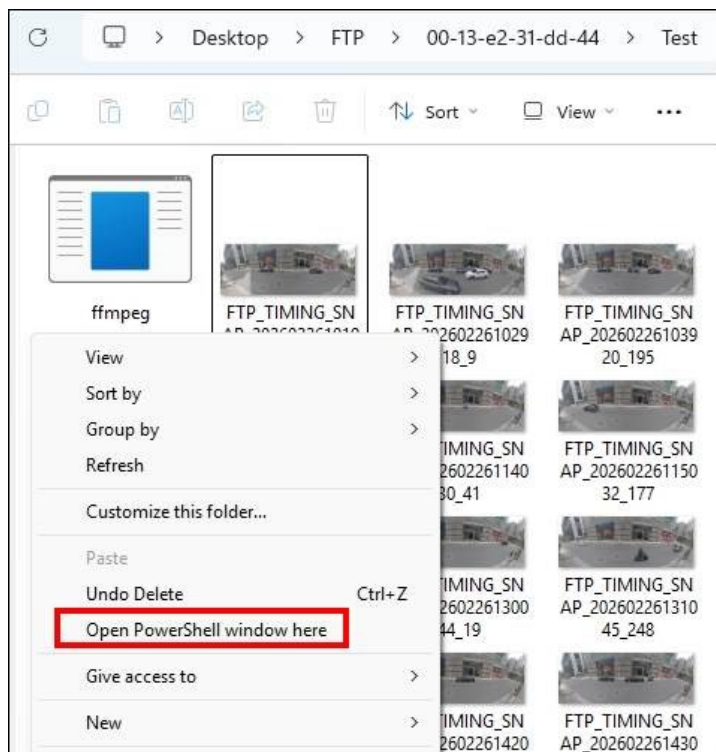 Desktop > FTP > 00-13-e2-31-dd-44 > Test
Sort View
ffmpeg
FTP_TIMING_SN
FTP_TIMING_SN
AP_202602261029
18_9
FTP_TIMING_SN
AP_202602261039
20_195
View
Sort by
Group by
Refresh
Customize this folder...
Paste
Undo Delete Ctrl+Z
Open PowerShell window here
Give access to
New
IMING_SN
2602261140
30_41
FTP_TIMING_SN
AP_202602261150
32_177
IMING_SN
2602261300
44_19
FTP_TIMING_SN
AP_202602261310
45_248
IMING_SN
2602261420
FTP_TIMING_SN
AP_202602261430